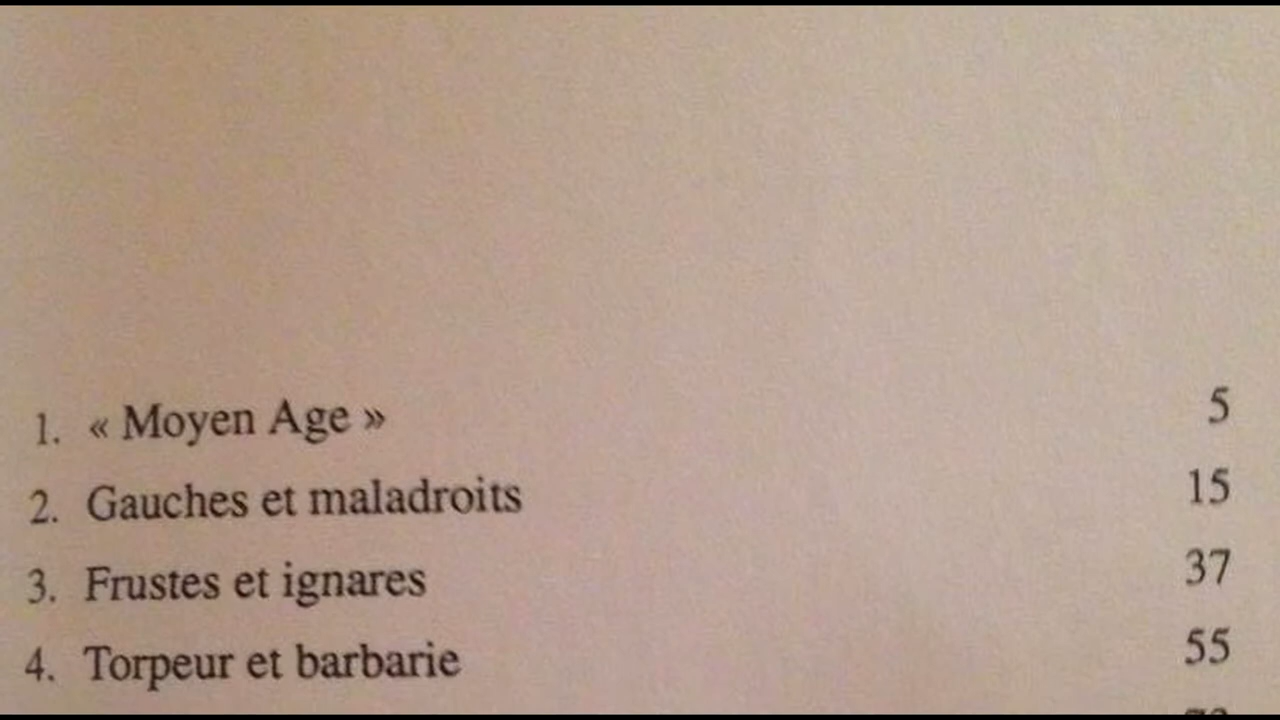 1. « Moyen Age » 5
2. Gauches et maladroits 15
3. Frustes et ignares 37
4. Torpeur et barbarie 55